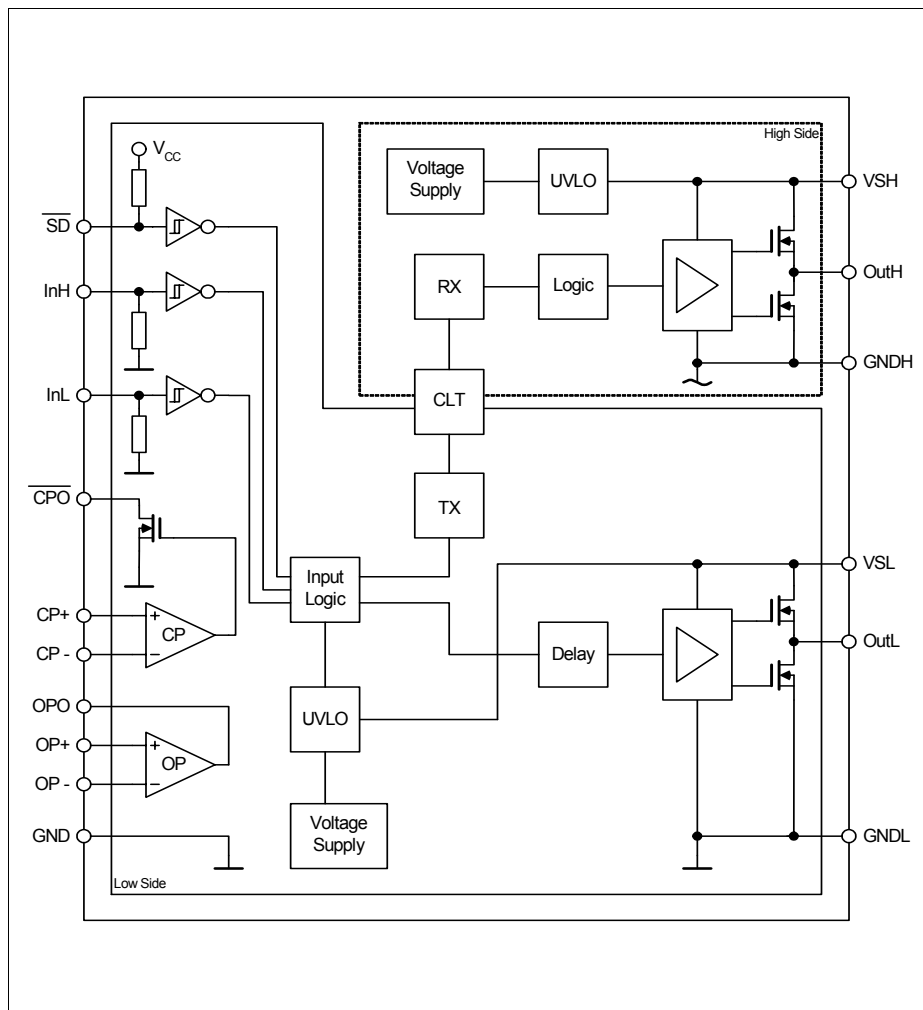 High Side
VCC
Voltage
Supply
UVLO
VSH
SD
InH
RX
Logic
OutH
GNDH
InL
CLT
CPO
TX
VSL
Input
Logic
CP+
+
CP
CP -
−
Delay
OutL
OPO
UVLO
OP+
+
OP
OP -
−
Voltage
Supply
GND
GNDL
Low Side